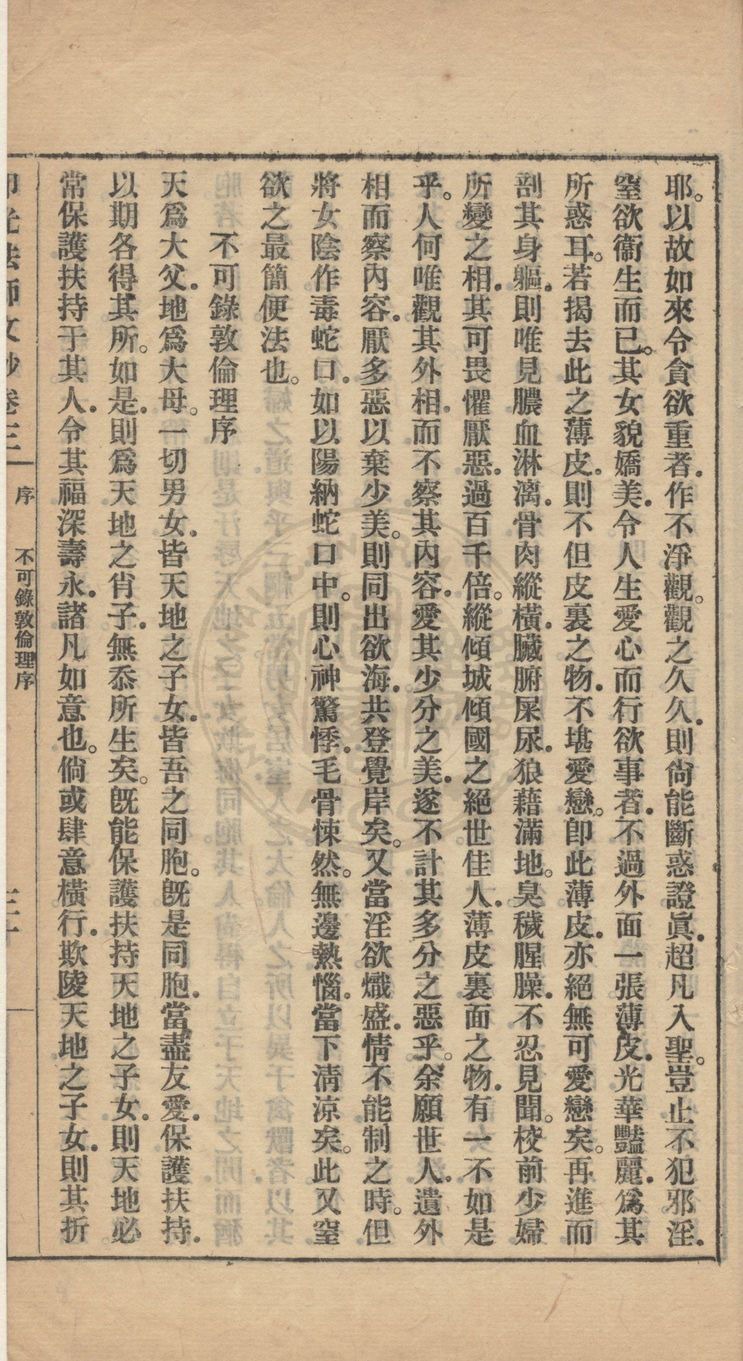 耶。以故如來令貪欲重者。作不淨觀。觀之久久。則尙能斷惑證眞。超凡入聖。豈止不犯邪淫。
窒欲衞生而已。其女貌嬌美。令人生愛心而行欲事者。不過外面一張薄皮。光華豔麗。爲其
所惑耳。若揭去此之薄皮。則不但皮裏之物。不堪愛戀。卽此薄皮。亦絕無可愛戀矣。再進而
剖其身軀。則唯見膿血淋漓。骨肉縱橫。臟腑屎尿。狼藉滿地。臭穢腥臊。不忍見聞。校前少婦
所變之相。其可畏懼厭惡。過百千倍。縱傾城傾國之絕世佳人。薄皮裏面之物。有一不如是
乎。人何唯觀其外相。而不察其內容。愛其少分之美。遂不計其多分之惡乎。余願世人。遺外
相而察內容。厭多惡以棄少美。則同出欲海。共登覺岸矣。又當淫欲熾盛。情不能制之時。但
將女陰作毒蛇口。如以陽納蛇口中。則心神驚悸。毛骨悚然。無邊熱惱。當下清涼矣。此又窒
欲之最簡便法也。
不可錄敦倫理序
天爲大父。地爲大母。一切男女。皆天地之子女。皆吾之同胞。旣是同胞。當盡友愛。保護扶持。
以期各得其所。如是。則爲天地之肖子。無忝所生矣。旣能保護扶持天地之子女。則天地必
常保護扶持于其人。令其福深壽永。諸凡如意也。倘或肆意橫行。欺陵天地之子女。則其折
印光法師文鈔卷三 序 不可錄敦倫理序